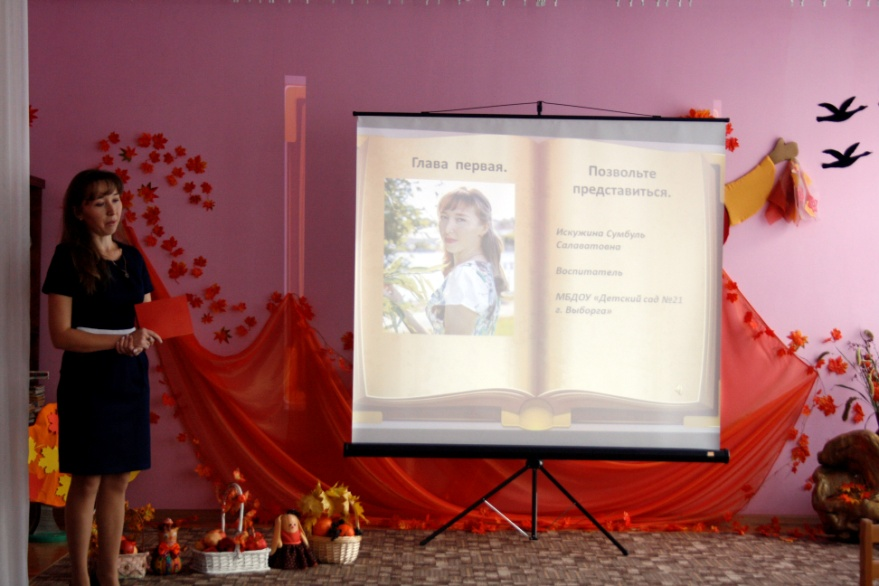 Глава первая.
Позвольте
представиться.
Искужина Сумбуль
Салаватовна
Воспитатель
МБДОУ «Детский сад №21
г. Выборга»